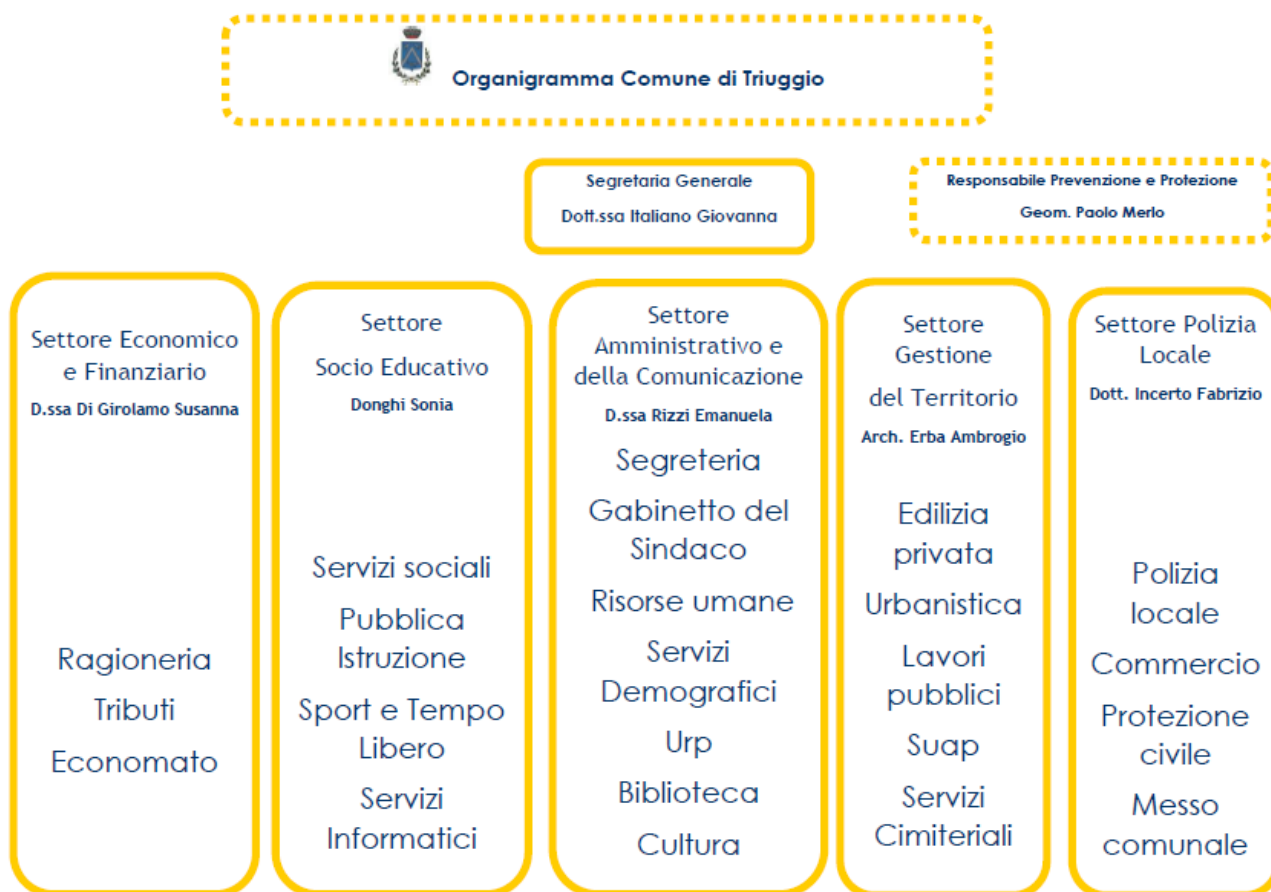 Organigramma Comune di Triuggio
Segretaria Generale
Dott.ssa Italiano Giovanna
Responsabile Prevenzione e Protezione
Geom. Paolo Merlo
Settore Economico
e Finanziario
D.ssa Di Girolamo Susanna
Ragioneria
Tributi
Economato
Settore
Socio Educativo
Donghi Sonia
Servizi sociali
Pubblica
Istruzione
Sport e Tempo
Libero
Servizi
Informatici
Settore
Amministrativo e
della Comunicazione
D.ssa Rizzi Emanuela
Segreteria
Gabinetto del
Sindaco
Risorse umane
Servizi
Demografici
Urp
Biblioteca
Cultura
Settore
Gestione
del Territorio
Arch. Erba Ambrogio
Edilizia
privata
Urbanistica
Lavori
pubblici
Suap
Servizi
Cimiteriali
Settore Polizia
Locale
Dott. Incerto Fabrizio
Polizia
locale
Commercio
Protezione
civile
Messo
comunale